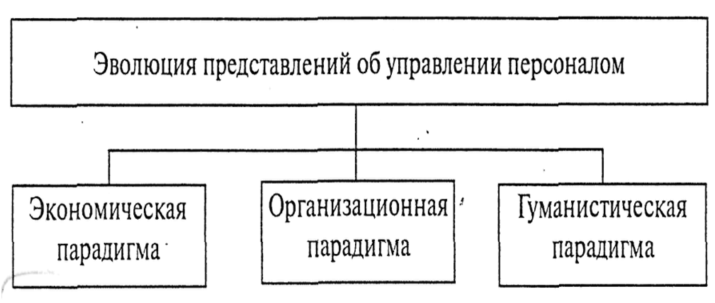 Эволюция представлений об управлении персоналом
Экономическая
парадигма
Организационная
парадигма
Гуманистическая
парадигма